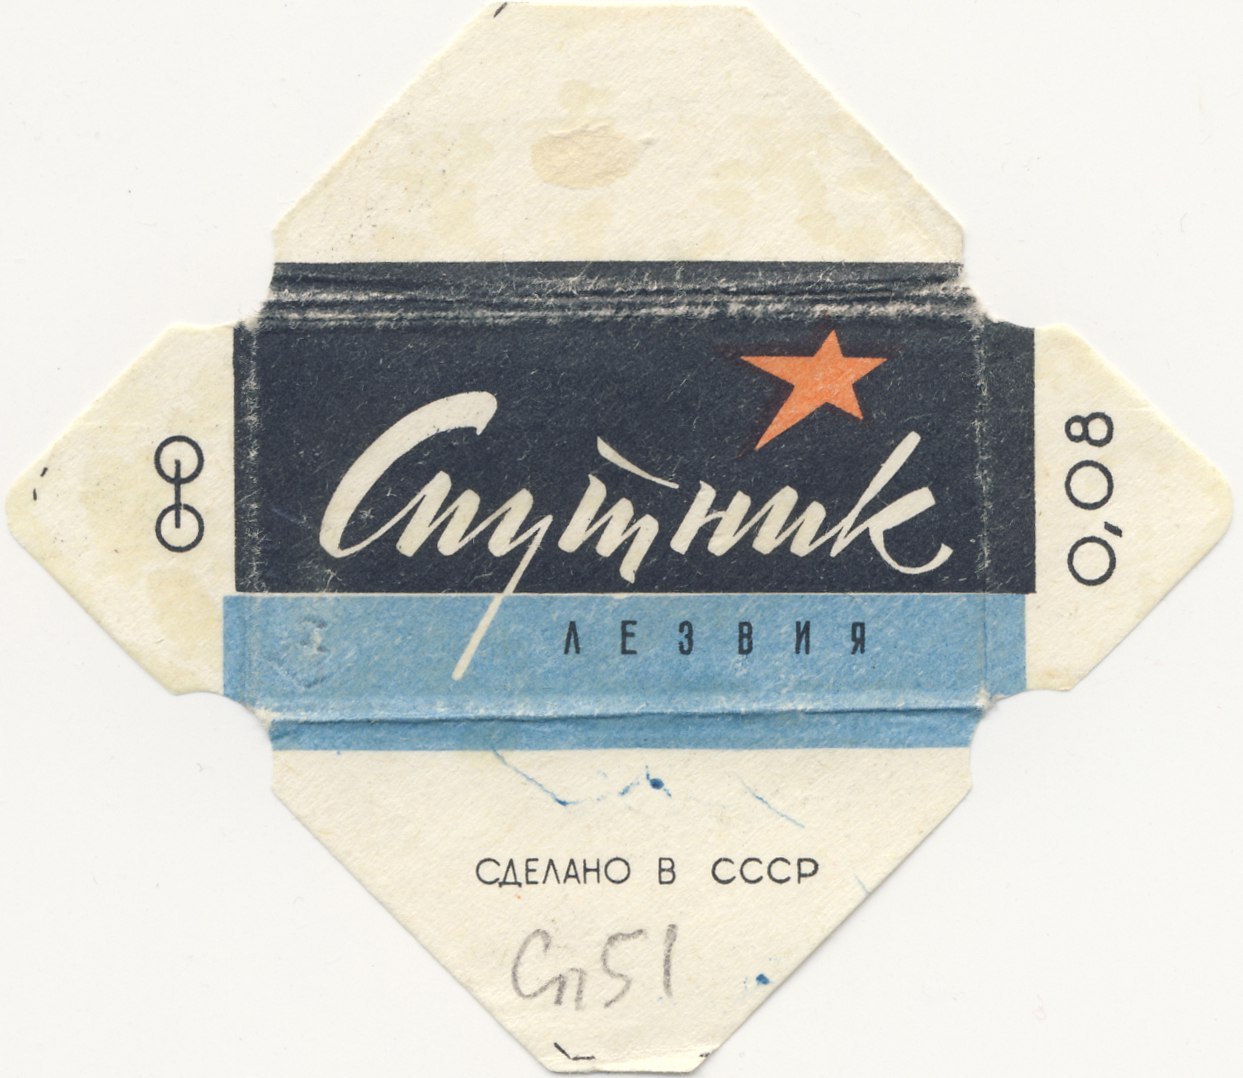 Спутник
ЛЕЗВИЯ
0,08
СДЕЛАНО В СССР
Сп51